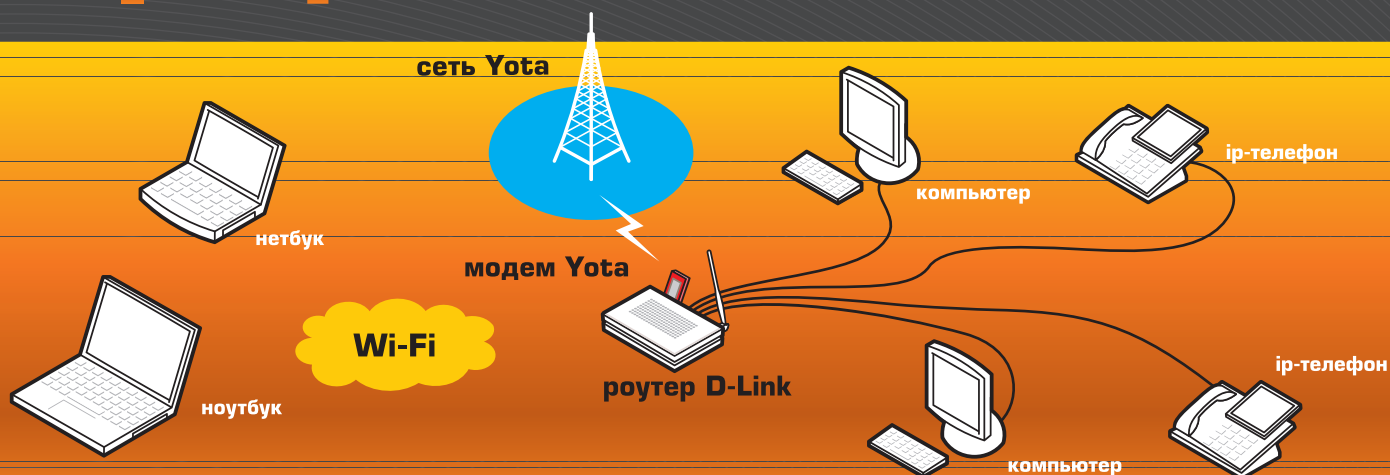 сеть Yota
ip-телефон
компьютер
нетбук
модем Yota
Wi-Fi
ip-телефон
роутер D-Link
ноутбук
компьютер